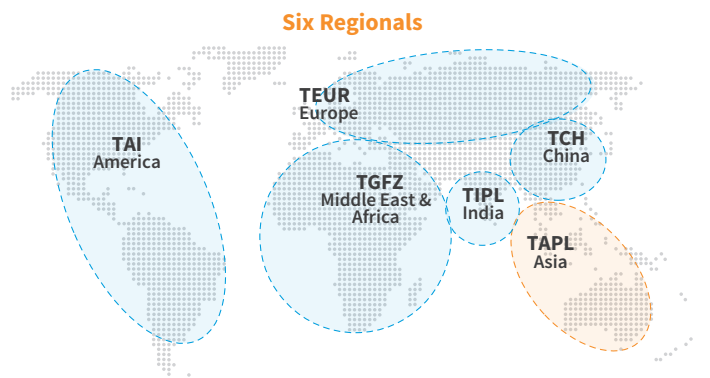 Six Regionals
TEUR
Europe
TAI
America
TCH
China
TGFZ
Middle East &
Africa
TIPL
India
TAPL
Asia